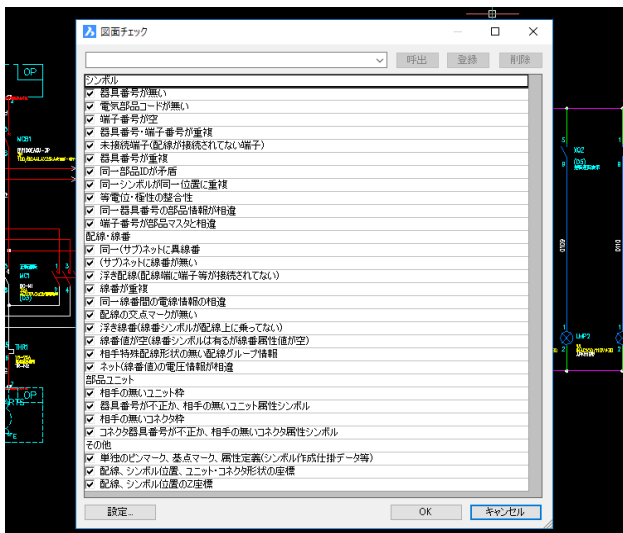 図面チェック
呼出 登録 削除
シンボル
器具番号が無い
電気部品コードが無い
端子番号が空
器具番号・端子番号が重複
未接続端子(配線が接続されてない端子)
器具番号が重複
同一部品IDが矛盾
同一シンボルが同一位置に重複
等電位・極性の整合性
同一器具番号の部品情報が相違
端子番号が部品マスタと相違
配線・線番
同一(サブ)ネットに異線番
(サブ)ネットに線番が無い
浮き配線(配線端に端子等が接続されてない)
線番が重複
同一線番間の電線情報の相違
配線の交点マークが無い
浮き線番(線番シンボルが配線上に乗ってない)
線番値が空(線番シンボルは有るが線番属性値が空)
相手特殊配線形状の無い配線グループ情報
ネット(線番値)の電圧情報が相違
部品ユニット
相手の無いユニット枠
器具番号が不正か、相手の無いユニット属性シンボル
相手の無いコネクタ枠
コネクタ器具番号が不正か、相手の無いコネクタ属性シンボル
その他
単独のピンマーク、基点マーク、属性定義(シンボル作成仕掛データ等)
配線、シンボル位置、ユニット・コネクタ形状の座標
配線、シンボル位置のZ座標
設定...
OK
キャンセル
OP
MCB1
MC1
THR1
OP
E
5
1
XO2
(D5)
6
GOLD
1
LMP2
2